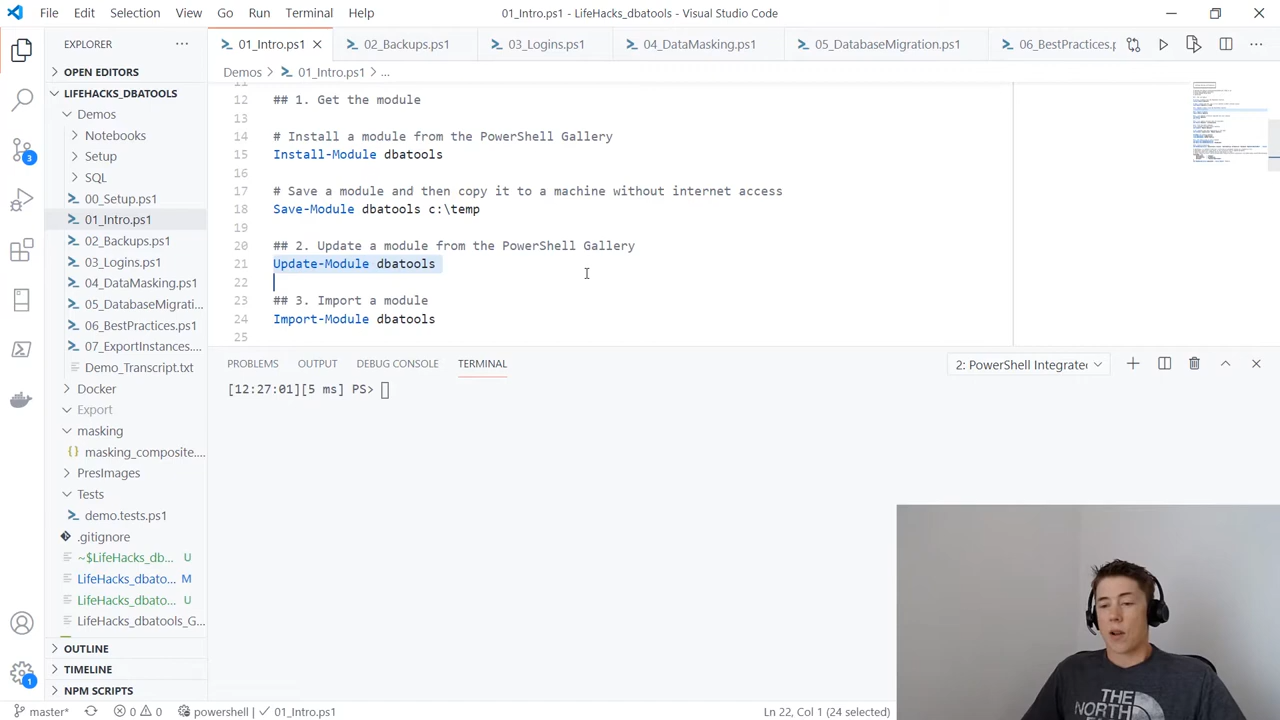 File Edit Selection View Go Run Terminal Help
01_Intro.ps1 - LifeHacks_dbatools - Visual Studio Code
EXPLORER
01_Intro.ps1
02_Backups.ps1
03_Logins.ps1
04_DataMasking.ps1
05_DatabaseMigration.ps1
06_BestPractices.p
OPEN EDITORS
Demos > 01_Intro.ps1 > ...
LIFEHACKS_DBATOOLS
Demos
Notebooks
Setup
SQL
00_Setup.ps1
01_Intro.ps1
02_Backups.ps1
03_Logins.ps1
04_DataMasking.ps1
05_DatabaseMigrati...
06_BestPractices.ps1
07_ExportInstances....
Demo_Transcript.txt
Docker
Export
masking
masking_composite....
PresImages
Tests
demo.tests.ps1
.gitignore
~$LifeHacks_db... U
LifeHacks_dbato... M
LifeHacks_dbato... U
LifeHacks_dbatools_G...
OUTLINE
TIMELINE
NPM SCRIPTS
3
1
11
12 ## 1. Get the module
13
14 # Install a module from the PowerShell Gallery
15 Install-Module dbatools
16
17 # Save a module and then copy it to a machine without internet access
18 Save-Module dbatools c:\temp
19
20 ## 2. Update a module from the PowerShell Gallery
21 Update-Module dbatools
22
23 ## 3. Import a module
24 Import-Module dbatools
25
PROBLEMS OUTPUT DEBUG CONSOLE TERMINAL
2: PowerShell Integrate
[12:27:01][5 ms] PS>
THE
NORTH
master* 0 0 powershell 01_Intro.ps1
Ln 22, Col 1 (24 selected)